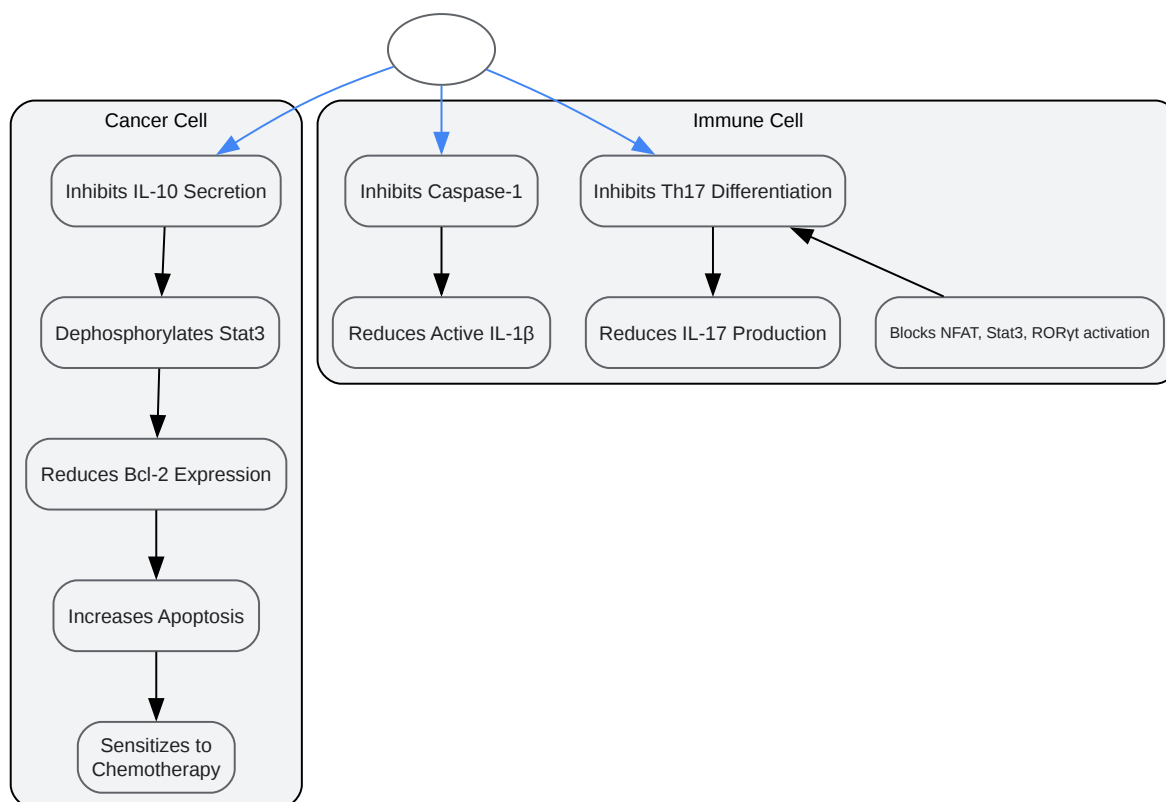 Cancer Cell
Immune Cell
Inhibits IL-10 Secretion
Inhibits Caspase-1
Inhibits Th17 Differentiation
Dephosphorylates Stat3
Reduces Active IL-1β
Reduces IL-17 Production
Blocks NFAT, Stat3, RORγt activation
Reduces Bcl-2 Expression
Increases Apoptosis
Sensitizes to
Chemotherapy